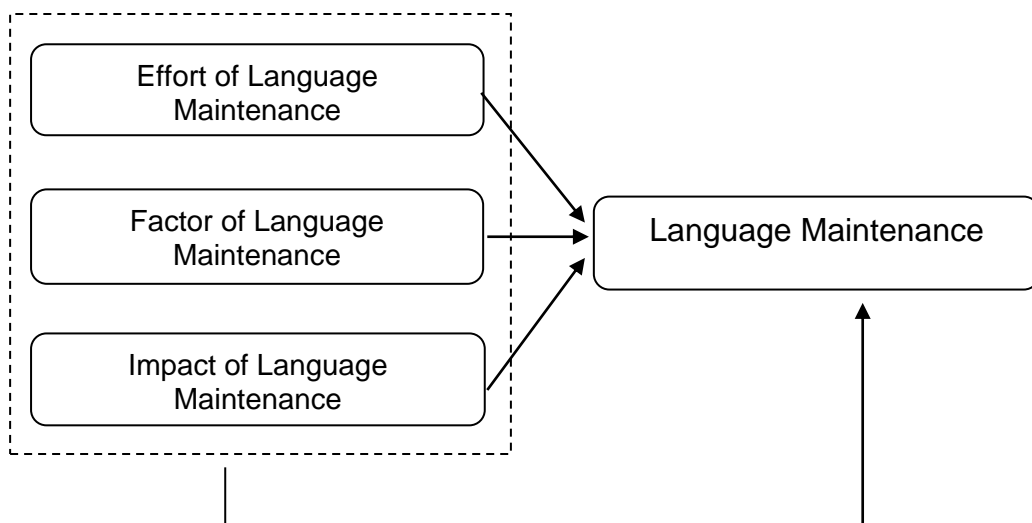 Effort of Language
Maintenance
Factor of Language
Maintenance
Language Maintenance
Impact of Language
Maintenance